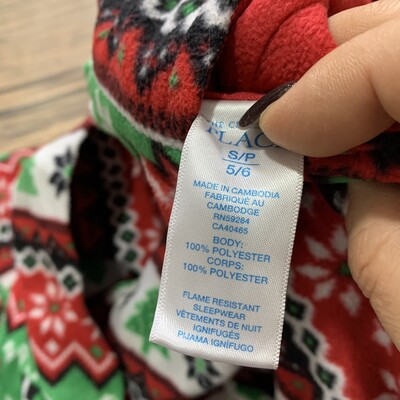 THE
PLACE
S/P
5/6
MADE IN CAMBODIA
FABRIQUÉ AU
CAMBODGE
RN59284
CA40465
BODY:
100% POLYESTER
CORPS:
100% POLYESTER
FLAME RESISTANT
SLEEPWEAR
VÊTEMENTS DE NUIT
IGNIFUGÉS
PIJAMA IGNÍFUGO